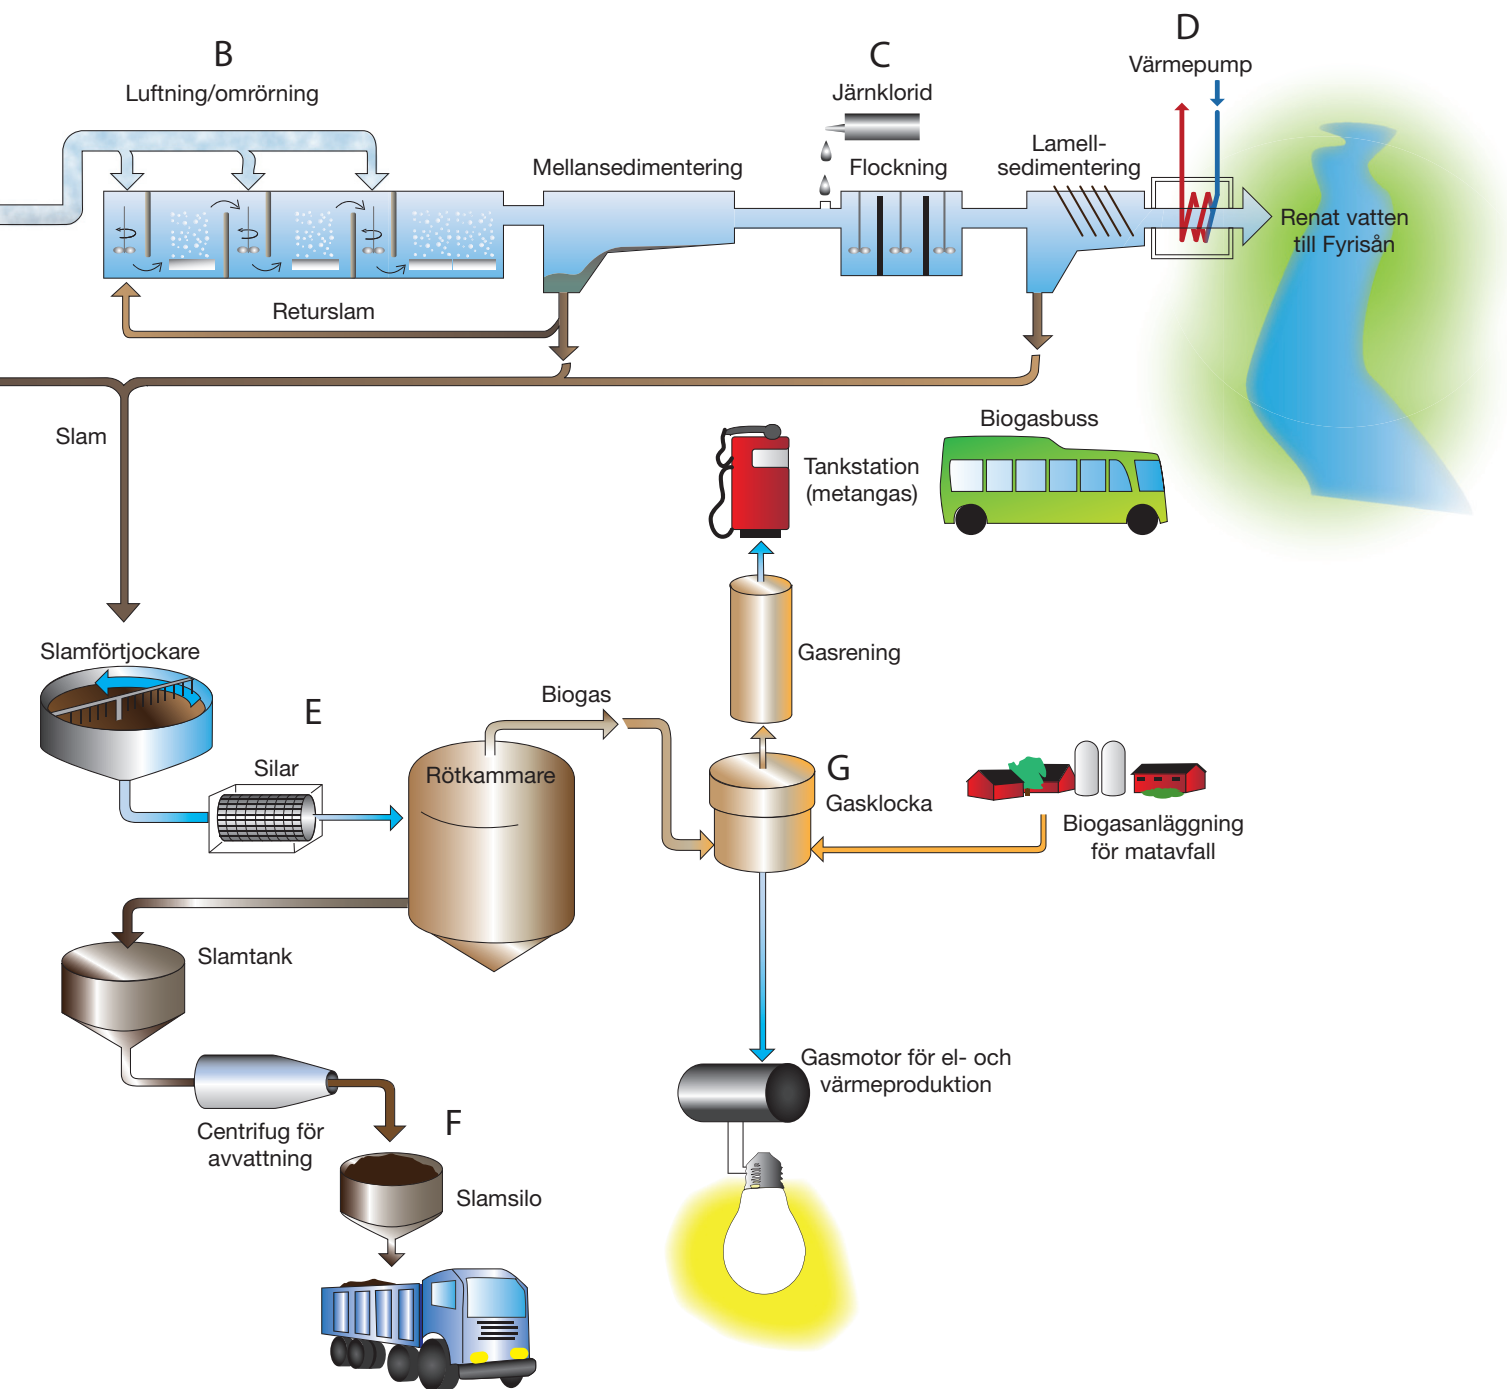 B
Luftning/omrörning
C
Järnklorid
D
Värmepump
Mellansedimentering
Flockning
Lamell-
sedimentering
Renat vatten
till Fyrisån
Returslam
Slam
Biogasbuss
Tankstation
(metangas)
Slamförtjockare
Gasrening
E
Biogas
Silar
Rötkammare
G
Gasklocka
Biogasanläggning
för matavfall
Slamtank
Gasmotor för el- och
värmeproduktion
Centrifug för
avvattning
F
Slamsilo